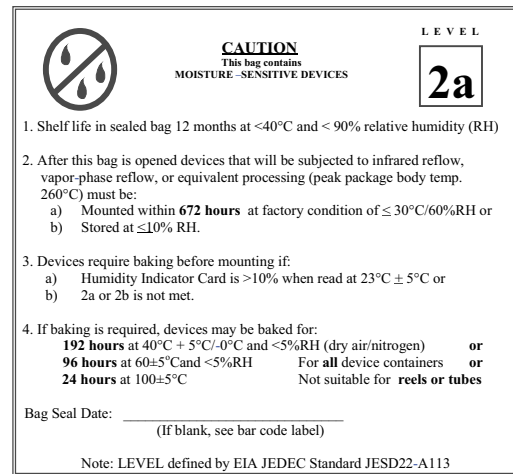 LEVEL
CAUTION
This bag contains
MOISTURE –SENSITIVE DEVICES
2a
1. Shelf life in sealed bag 12 months at <40°C and < 90% relative humidity (RH)
2. After this bag is opened devices that will be subjected to infrared reflow,
vapor-phase reflow, or equivalent processing (peak package body temp.
260°C) must be:
a) Mounted within 672 hours at factory condition of ≤ 30°C/60%RH or
b) Stored at ≤10% RH.
3. Devices require baking before mounting if:
a) Humidity Indicator Card is >10% when read at 23°C ± 5°C or
b) 2a or 2b is not met.
4. If baking is required, devices may be baked for:
192 hours at 40°C + 5°C/-0°C and <5%RH (dry air/nitrogen) or
96 hours at 60±5°Cand <5%RH For all device containers or
24 hours at 100±5°C Not suitable for reels or tubes
Bag Seal Date: ____________________________
(If blank, see bar code label)
Note: LEVEL defined by EIA JEDEC Standard JESD22-A113